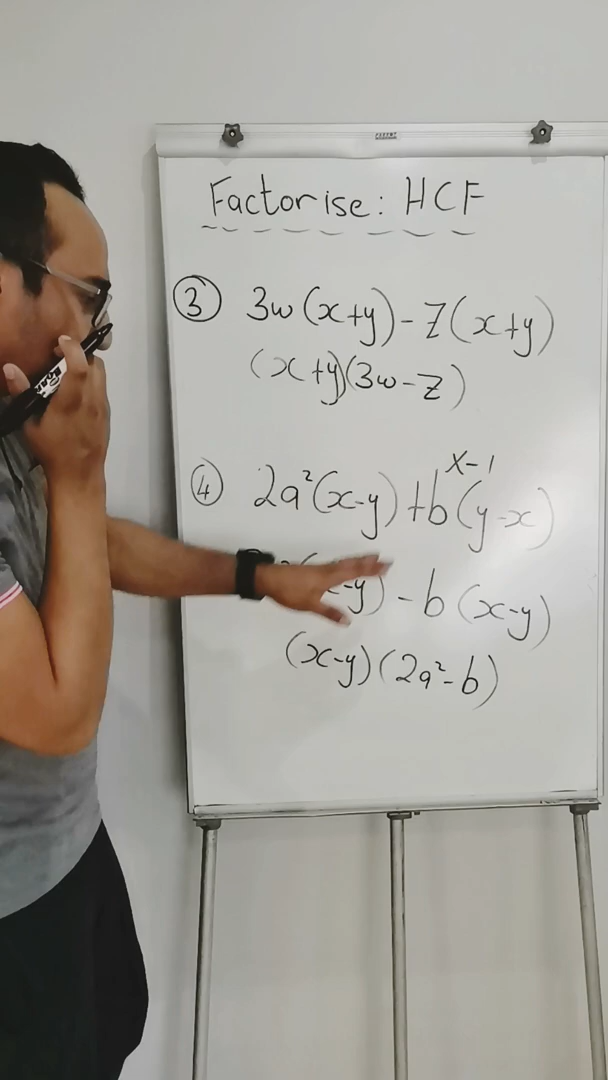 Factorise: HCF
③ 3w(x+y)-z(x+y)
(x+y)(3w-z)
x-1
④ 2a²(x-y)+b(y-x)
-y)-b(x-y)
(x-y)(2a²-b)